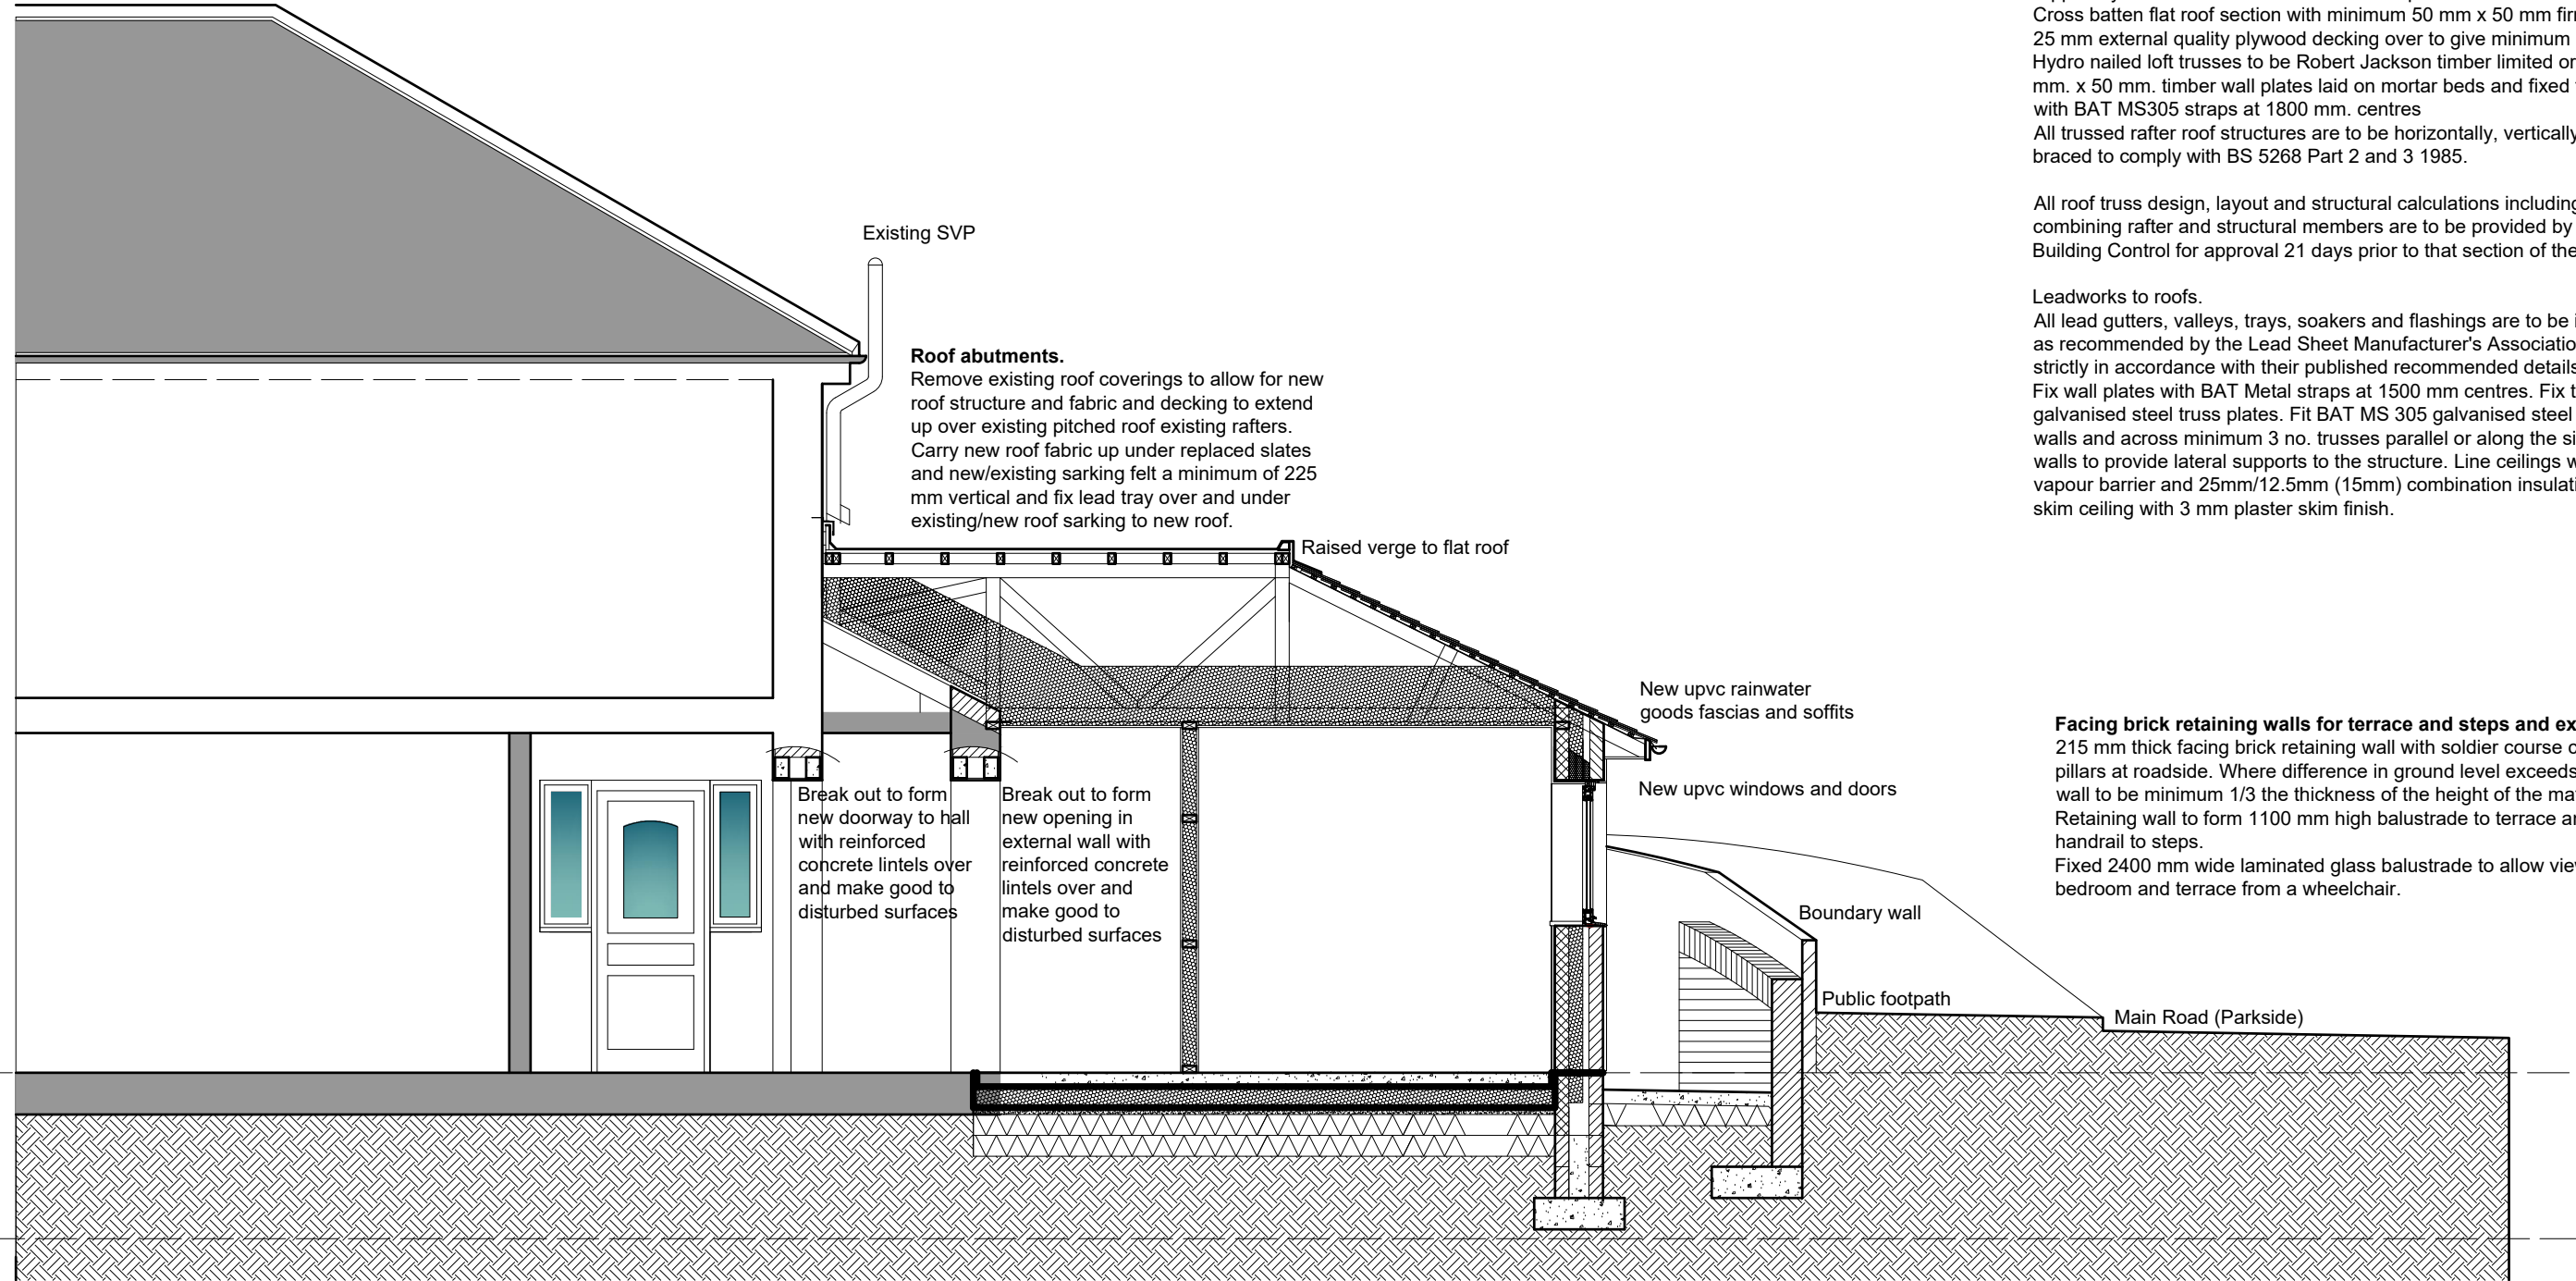 Cross batten flat roof section with minimum 50 mm x 50 mm
25 mm external quality plywood decking over to give minimum
Hydro nailed loft trusses to be Robert Jackson timber limited or
mm. x 50 mm. timber wall plates laid on mortar beds and fixed
with BAT MS305 straps at 1800 mm. centres
All trussed rafter roof structures are to be horizontally, vertically
braced to comply with BS 5268 Part 2 and 3 1985.
All roof truss design, layout and structural calculations including
combining rafter and structural members are to be provided by
Building Control for approval 21 days prior to that section of the
Leadworks to roofs.
All lead gutters, valleys, trays, soakers and flashings are to be
as recommended by the Lead Sheet Manufacturer's
strictly in accordance with their published recommended details
Fix wall plates with BAT Metal straps at 1500 mm centres. Fix
galvanised steel truss plates. Fit BAT MS 305 galvanised steel
walls and across minimum 3 no. trusses parallel or along the
walls to provide lateral supports to the structure. Line ceilings
vapour barrier and 25mm/12.5mm (15mm) combination
skim ceiling with 3 mm plaster skim finish.
Existing SVP
Roof abutments.
Remove existing roof coverings to allow for new
roof structure and fabric and decking to extend
up over existing pitched roof existing rafters.
Carry new roof fabric up under replaced slates
and new/existing sarking felt a minimum of 225
mm vertical and fix lead tray over and under
existing/new roof sarking to new roof.
Raised verge to flat roof
New upvc rainwater
goods fascias and soffits
New upvc windows and doors
Facing brick retaining walls for terrace and steps and
215 mm thick facing brick retaining wall with soldier course
pillars at roadside. Where difference in ground level exceeds
wall to be minimum 1/3 the thickness of the height of the
Retaining wall to form 1100 mm high balustrade to terrace
handrail to steps.
Fixed 2400 mm wide laminated glass balustrade to allow
bedroom and terrace from a wheelchair.
Break out to form
new doorway to hall
with reinforced
concrete lintels over
and make good to
disturbed surfaces
Break out to form
new opening in
external wall with
reinforced concrete
lintels over and
make good to
disturbed surfaces
Boundary wall
Public footpath
Main Road (Parkside)